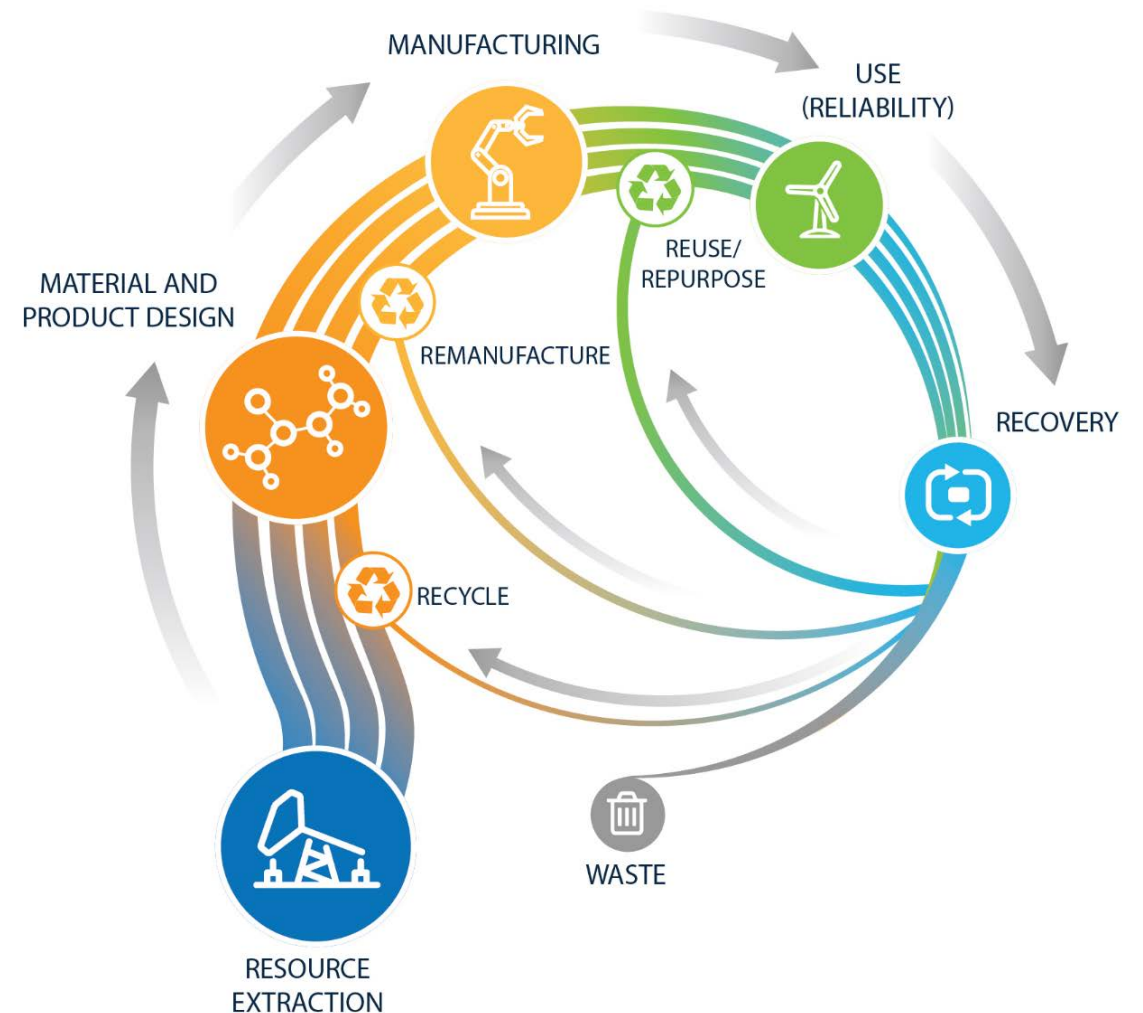 MANUFACTURING
USE
(RELIABILITY)
REUSE/
REPURPOSE
MATERIAL AND
PRODUCT DESIGN
REMANUFACTURE
RECOVERY
RECYCLE
WASTE
RESOURCE
EXTRACTION